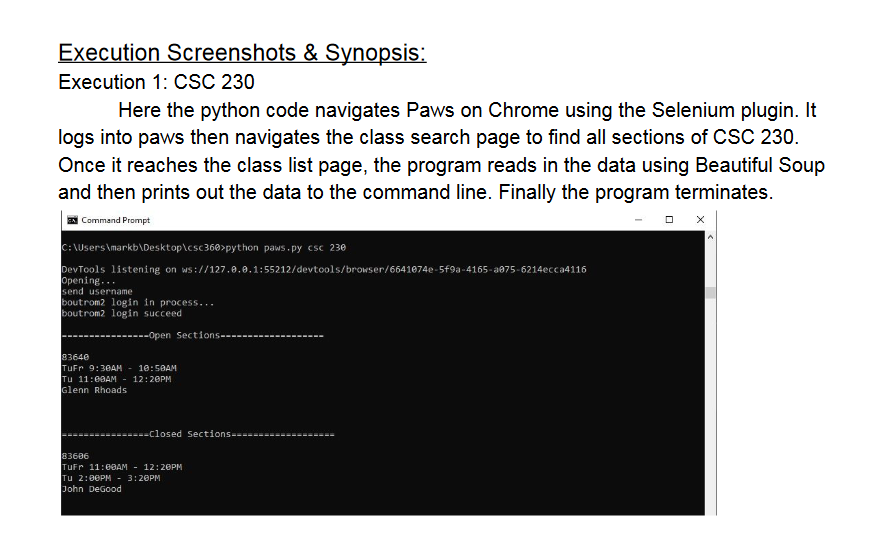 Execution Screenshots & Synopsis:
Execution 1: CSC 230
Here the python code navigates Paws on Chrome using the Selenium plugin. It
logs into paws then navigates the class search page to find all sections of CSC 230.
Once it reaches the class list page, the program reads in the data using Beautiful Soup
and then prints out the data to the command line. Finally the program terminates.
Command Prompt
C:\Users\markb\Desktop\csc360>python paws.py csc 230
DevTools listening on ws://127.0.0.1:55212/devtools/browser/6641074e-5f9a-4165-a075-6214ecca4116
Opening...
send username
boutrom2 login in process...
boutrom2 login succeed
----------------Open Sections-------------------
83640
TuFr 9:30AM - 10:50AM
Tu 11:00AM - 12:20PM
Glenn Rhoads
================Closed Sections===================
83606
TuFr 11:00AM - 12:20PM
Tu 2:00PM - 3:20PM
John DeGood